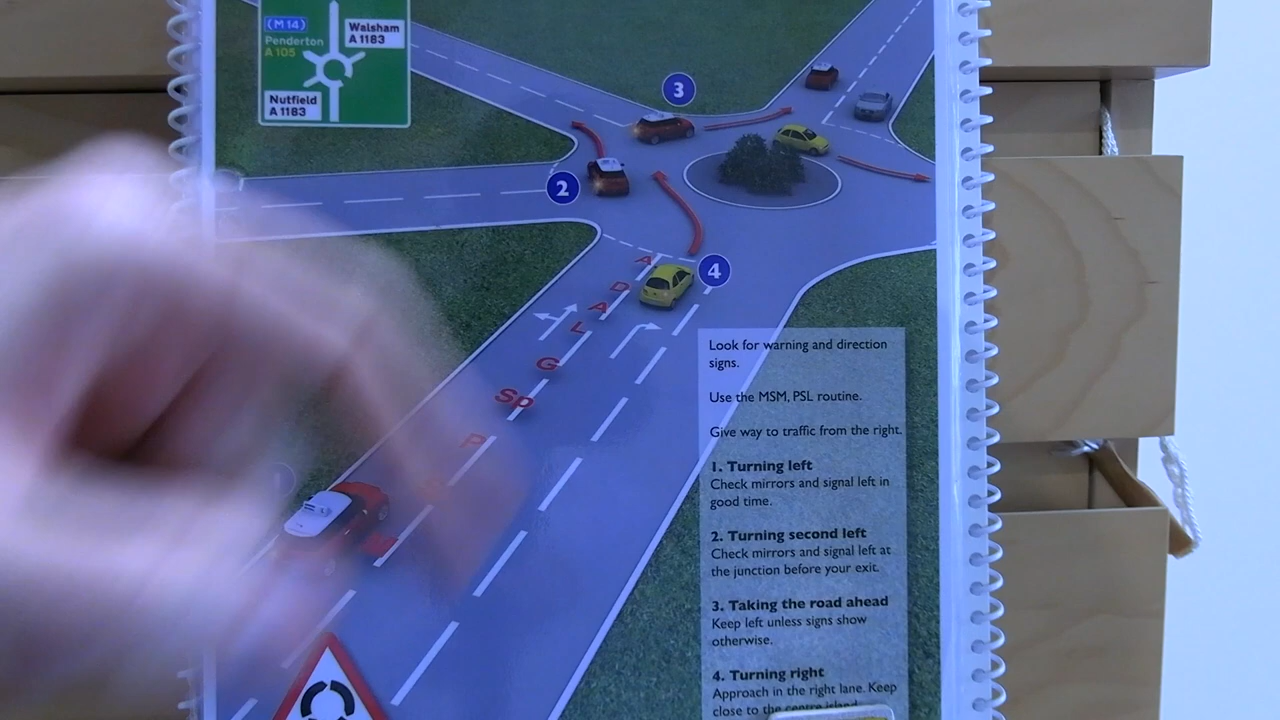 (M 14)
Penderton
A 105
Walsham
A 1183
Nutfield
A 1183
3
2
4
A
D
A
L
G
Sp
P
Look for warning and direction
signs.
Use the MSM, PSL routine.
Give way to traffic from the right.
1. Turning left
Check mirrors and signal left in
good time.
2. Turning second left
Check mirrors and signal left at
the junction before your exit.
3. Taking the road ahead
Keep left unless signs show
otherwise.
4. Turning right
Approach in the right lane. Keep
close to the centre island.